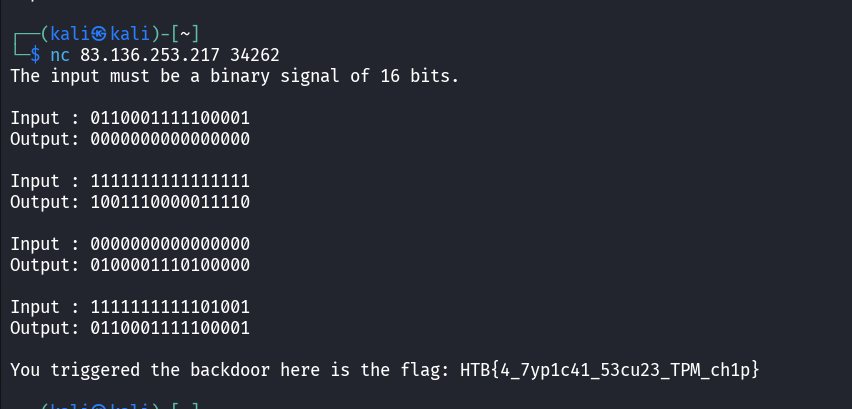 ┌──(kali㉿kali)-[~]
└─$ nc 83.136.253.217 34262
The input must be a binary signal of 16 bits.
Input : 0110001111100001
Output: 0000000000000000
Input : 1111111111111111
Output: 1001110000011110
Input : 0000000000000000
Output: 0100001110100000
Input : 1111111111101001
Output: 0110001111100001
You triggered the backdoor here is the flag: HTB{4_7yp1c41_53cu23_TPM_ch1p}